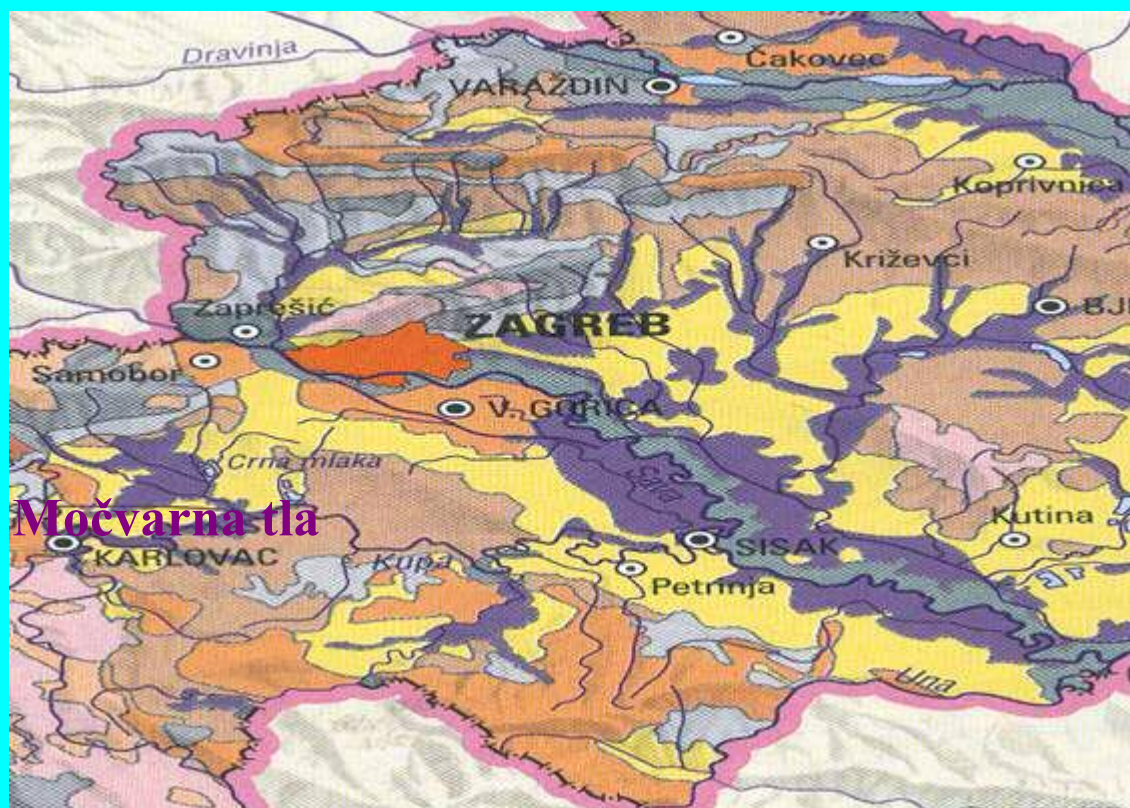 Dravinja
Čakovec
VARAŽDIN
Koprivnica
Križevci
Zaprešić
BJ
ZAGREB
Samobor
V. GORICA
Crna mlaka
Sava
Močvarna tla
Kutina
KARLOVAC
Kupa
SISAK
Petrinja
Una